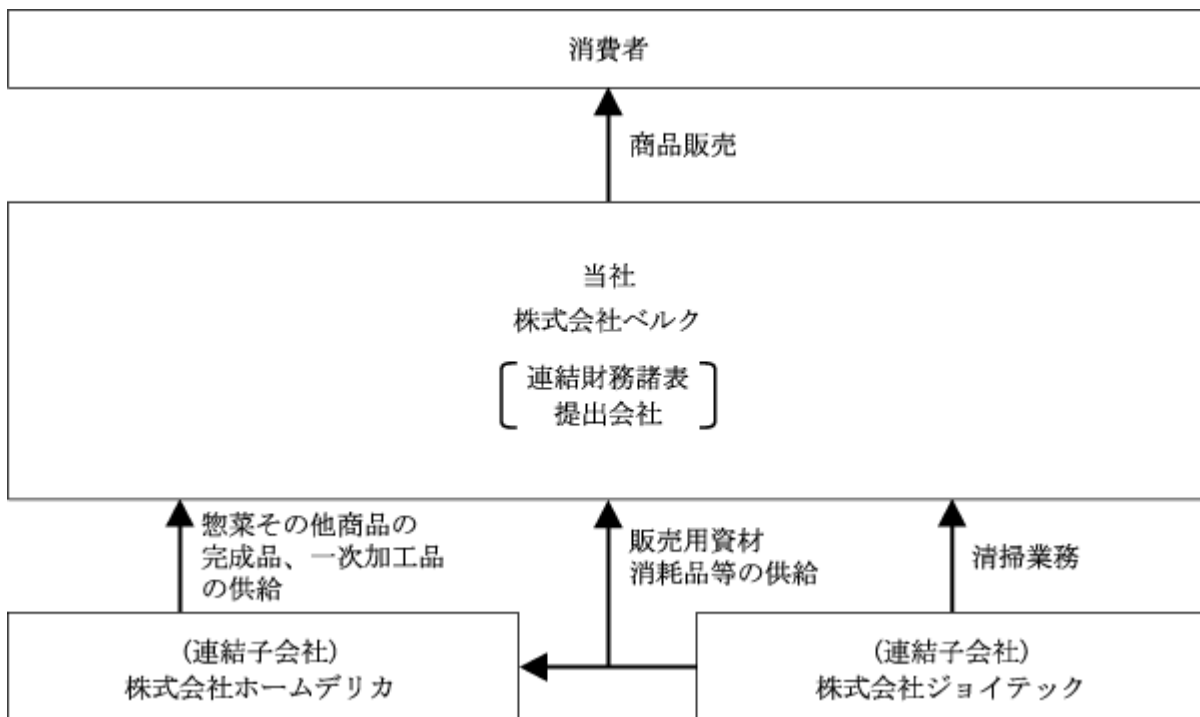 消費者
商品販売
当社
株式会社ベルク
連結財務諸表
提出会社
惣菜その他商品の
完成品、一次加工品
の供給
販売用資材
消耗品等の供給
清掃業務
(連結子会社)
株式会社ホームデリカ
(連結子会社)
株式会社ジョイテック